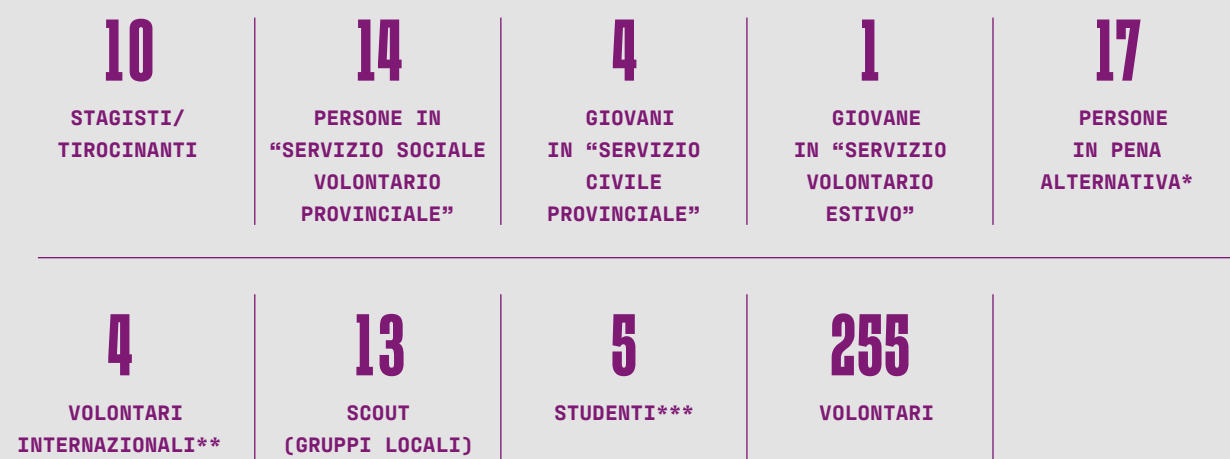 10
STAGISTI/
TIROCINANTI
14
PERSONE IN
“SERVIZIO SOCIALE
VOLONTARIO
PROVINCIALE”
4
GIOVANI
IN “SERVIZIO
CIVILE
PROVINCIALE”
1
GIOVANE
IN “SERVIZIO
VOLONTARIO
ESTIVO”
17
PERSONE
IN PENA
ALTERNATIVA*
4
VOLONTARI
INTERNAZIONALI**
13
SCOUT
(GRUPPI LOCALI)
5
STUDENTI***
255
VOLONTARI